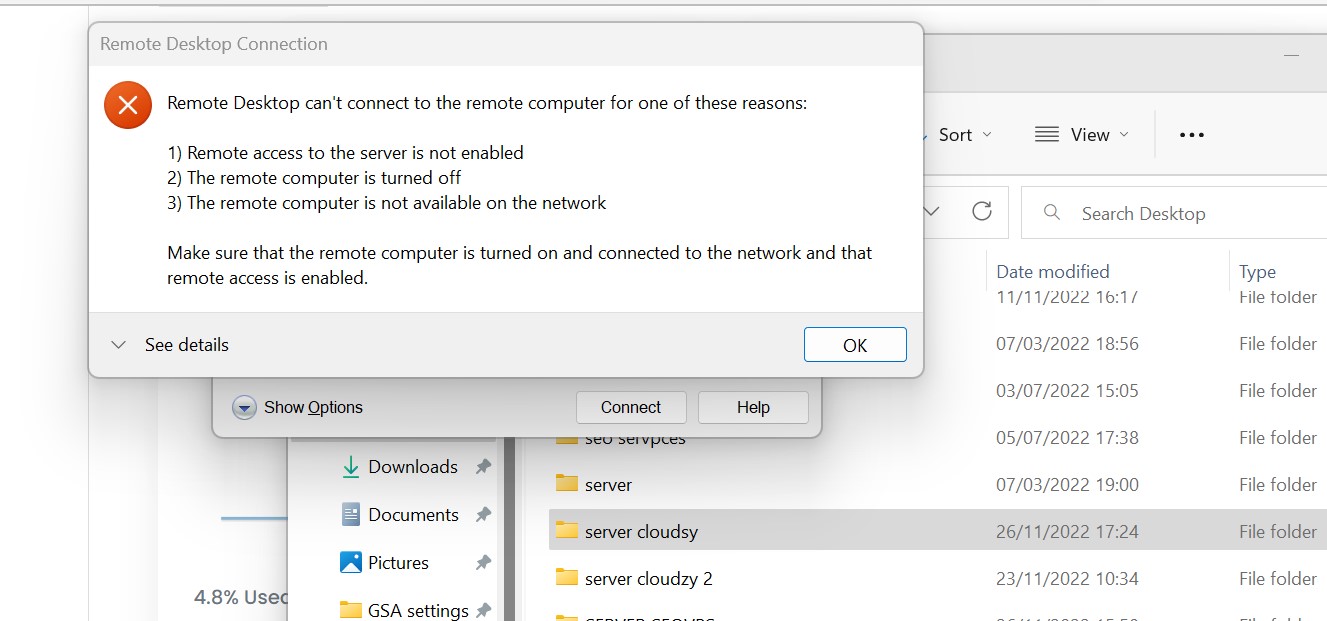 Remote Desktop Connection
Remote Desktop can't connect to the remote computer for one of these reasons:
1) Remote access to the server is not enabled
2) The remote computer is turned off
3) The remote computer is not available on the network
Make sure that the remote computer is turned on and connected to the network and that
remote access is enabled.
See details
OK
Show Options
Connect
Help
Sort
View
Search Desktop
Date modified
Type
11/11/2022 16:17
File folder
07/03/2022 18:56
File folder
03/07/2022 15:05
File folder
seo servpces
05/07/2022 17:38
File folder
server
07/03/2022 19:00
File folder
server cloudsy
26/11/2022 17:24
File folder
server cloudzy 2
23/11/2022 10:34
File folder
Downloads
Documents
Pictures
GSA settings
4.8% Used